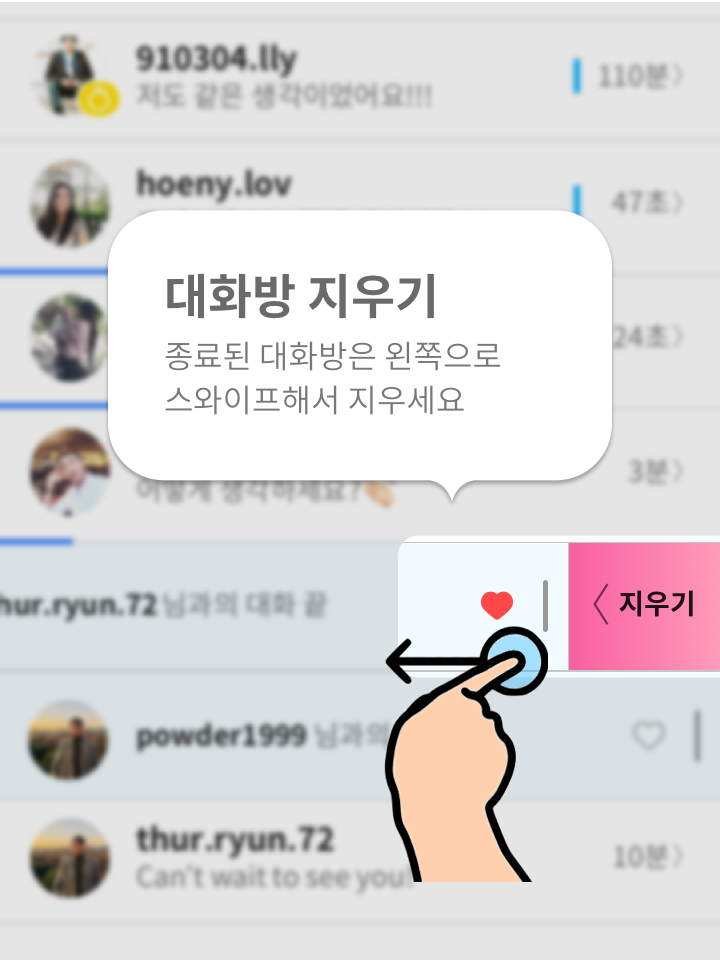 910304.lly
저도 같은 생각이었어요!!!
110분
hoeny.lov
47초
대화방 지우기
종료된 대화방은 왼쪽으로
스와이프해서 지우세요
24초
3분
생각하세요?
hur.ryun.72 님과의 대화 끝
지우기
powder1999 님과의
thur.ryun.72
Can't wait to see you!
10분